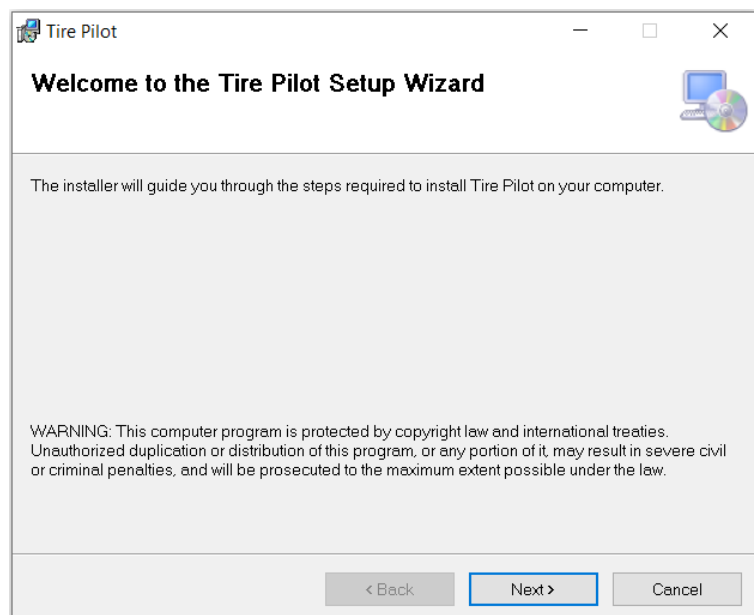 Tire Pilot
Welcome to the Tire Pilot Setup Wizard
The installer will guide you through the steps required to install Tire Pilot on your computer.
WARNING: This computer program is protected by copyright law and international treaties.
Unauthorized duplication or distribution of this program, or any portion of it, may result in severe civil
or criminal penalties, and will be prosecuted to the maximum extent possible under the law.
< Back Next > Cancel